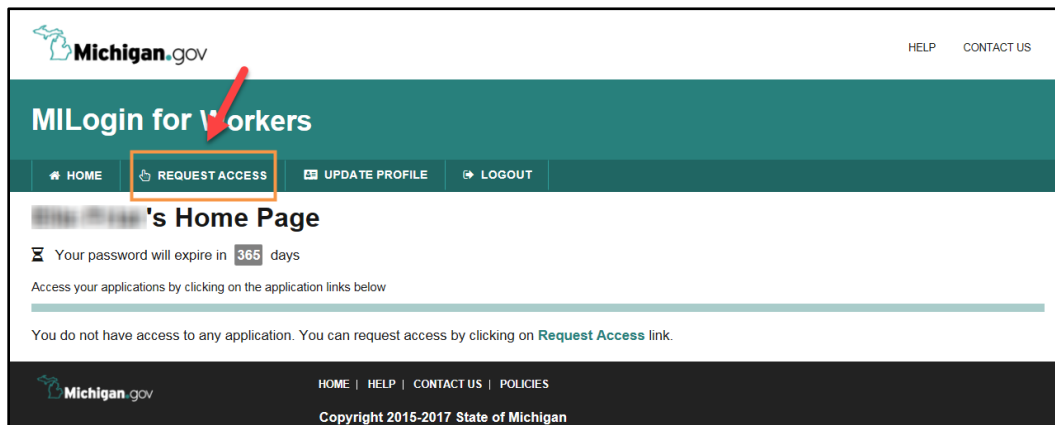 Michigan.gov
HELP CONTACT US
MILogin for Workers
HOME REQUEST ACCESS UPDATE PROFILE LOGOUT
's Home Page
Your password will expire in 365 days
Access your applications by clicking on the application links below
You do not have access to any application. You can request access by clicking on Request Access link.
Michigan.gov
HOME | HELP | CONTACT US | POLICIES
Copyright 2015-2017 State of Michigan